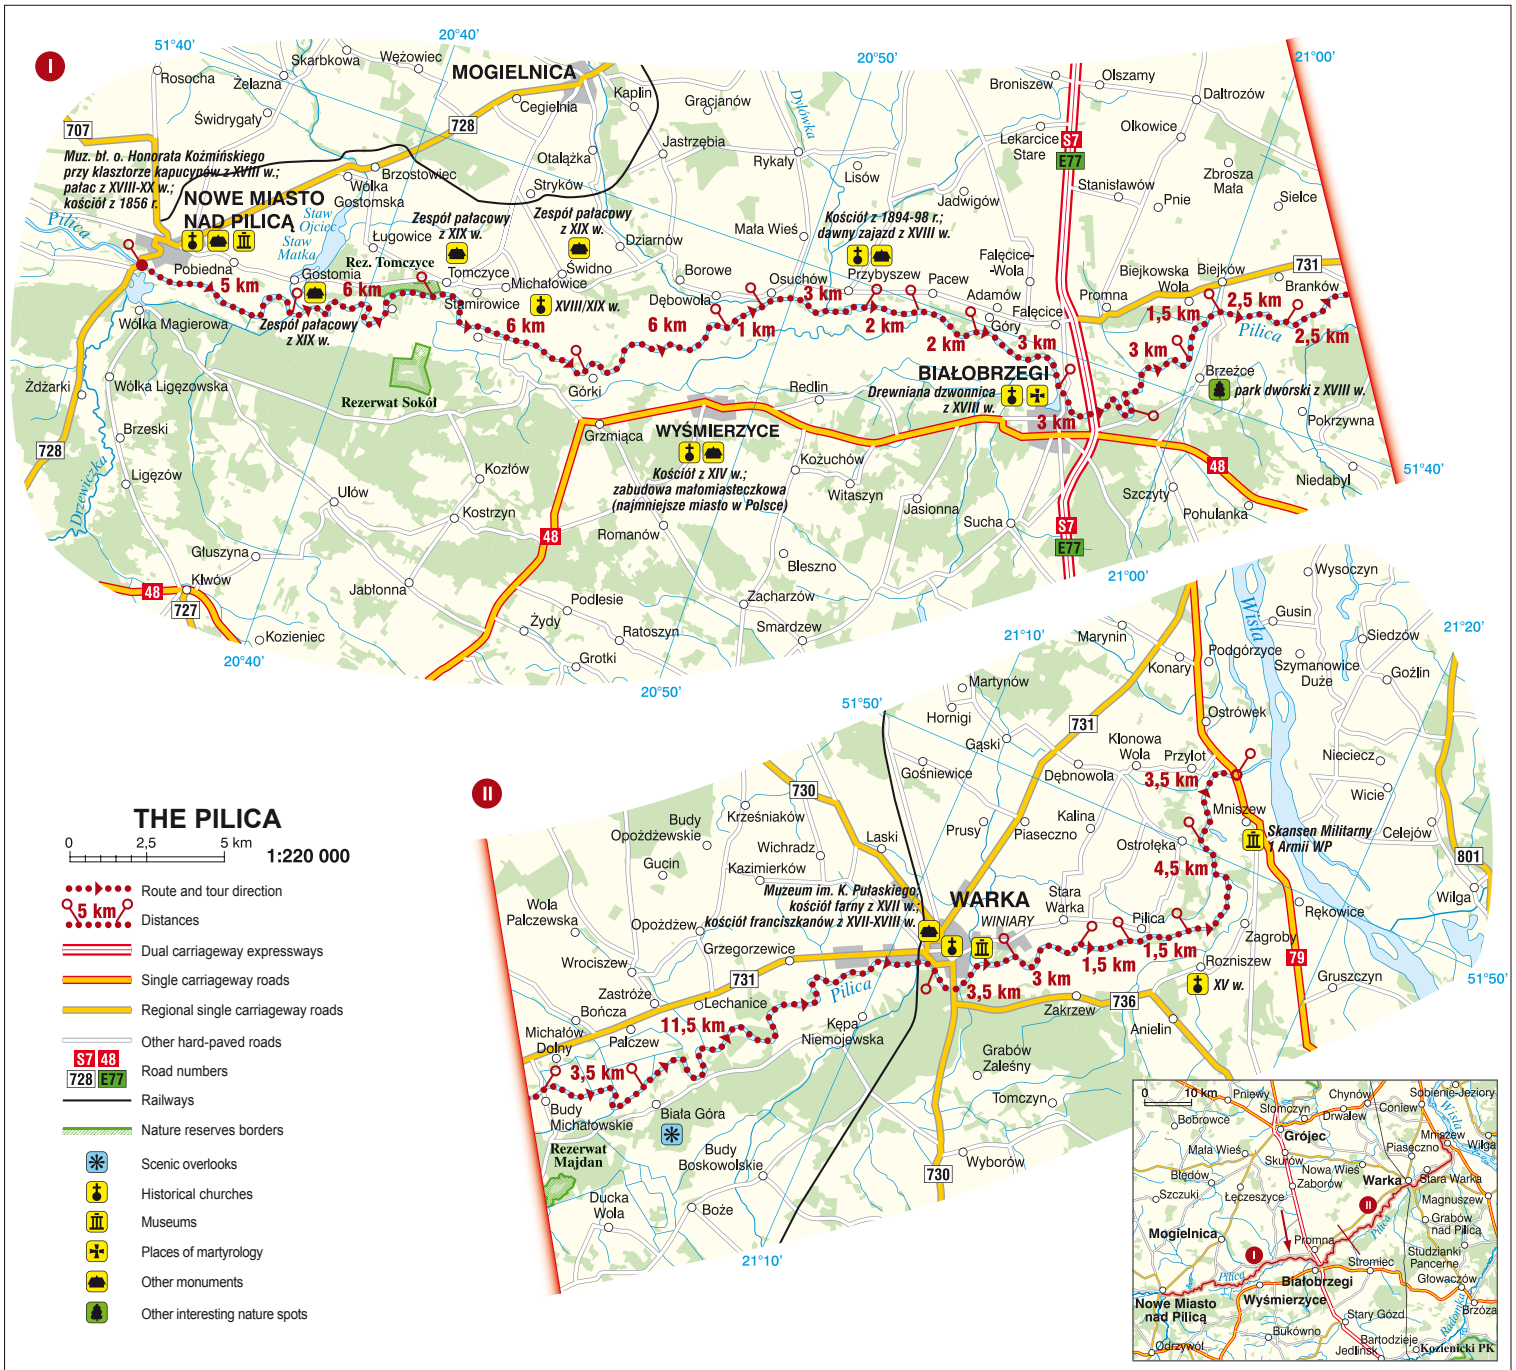 I
51°40'
20°40'
20°50'
21°00'
Rosocha
Żelazna
Skarbkowa
Wężowiec
MOGIELNICA
Cegielnia
Kaplin
Gracjanów
Dylówka
Broniszew
Olszamy
Daltrozów
Świdrygały
707
728
Otalążka
Jastrzębia
Rykały
Lisów
Lekarcice
Stare
S7
E77
Olkowice
Zbrosza
Mała
Sielce
Stanisławów
Pnie
Muz. bł. o. Honorata Koźmińskiego
przy klasztorze kapucynów z XVIII w.;
pałac z XVIII-XX w.;
kościół z 1856 r.
Brzostowiec
Wólka
Gostomska
Stryków
Jadwigów
NOWE MIASTO
NAD PILICĄ
Staw
Ojciec
Staw
Matka
Pilica
Ługowice
Zespół pałacowy
z XIX w.
Zespół pałacowy
z XIX w.
Dziarnów
Mała Wieś
Kościół z 1894-98 r.;
dawny zajazd z XVIII w.
Falęcice-
-Wola
Biejkowska
Wola
Biejków
731
Branków
Pobiedna
Gostomia
Rez. Tomczyce
Tomczyce
Michałowice
Świdno
Borowe
Osuchów
Przybyszew
Pacew
Adamów
Promna
5 km
6 km
Stamirowice
XVIII/XIX w.
Dębowola
3 km
Góry
Falęcice
1,5 km
2,5 km
Pilica
2,5 km
Wólka Magierowa
Zespół pałacowy
z XIX w.
6 km
6 km
1 km
2 km
2 km
3 km
3 km
Żdżarki
Wólka Ligęzowska
Rezerwat Sokół
Górki
Redlin
BIAŁOBRZEGI
Drewniana dzwonnica
z XVIII w.
3 km
Brzeźce
park dworski z XVIII w.
Pokrzywna
728
Brzeski
Drzewiczka
Ligęzów
Grzmiąca
WYŚMIERZYCE
Kościół z XIV w.;
zabudowa małomiasteczkowa
(najmniejsze miasto w Polsce)
Kożuchów
Witaszyn
Jasionna
Szczyty
48
Niedabyl
51°40'
Pohulanka
Kozłów
Ulów
Kostrzyn
48
Romanów
Sucha
S7
E77
Głuszyna
Klwów
48
727
Jabłonna
Bleszno
Podlesie
Zacharzów
Żydy
Ratoszyn
Smardzew
Kozieniec
Grotki
20°40'
20°50'
21°00'
II
Wysoczyn
Wisła
Gusin
21°20'
21°10'
Marynin
Siedzów
Podgórzyce
Konary
Szymanowice
Duże
Goźlin
Martynów
51°50'
Hornigi
731
Ostrówek
Gąski
Klonowa
Wola
Przylot
Nieciecz
Gośniewice
Dębnowola
3,5 km
730
Wicie
Krześniaków
Mniszew
Budy
Opożdżewskie
Laski
Prusy
Piaseczno
Kalina
Skansen Militarny
1 Armii WP
Celejów
Wichradz
Ostrołęka
801
Gucin
Kazimierków
4,5 km
Muzeum im. K. Pułaskiego;
kościół farny z XVII w.;
kościół franciszkanów z XVII-XVIII w.
WARKA
WINIARY
Stara
Warka
Wilga
Wola
Palczewska
Pilica
Rękowice
Opożdżew
Zagroby
Grzegorzewice
1,5 km
1,5 km
Wrociszew
3 km
Rozniszew
79
51°50'
731
Pilica
3,5 km
XV w.
Gruszczyn
Zastróże
Lechanice
Bończa
736
Zakrzew
Michałów
Dolny
Palczew
11,5 km
Kępa
Niemojewska
Anielin
3,5 km
Grabów
Zaleśny
Budy
Michałowskie
Biała Góra
Tomczyn
Rezerwat
Majdan
Budy
Boskowolskie
Wyborów
730
Ducka
Wola
Boże
21°10'
THE PILICA
0 2,5 5 km
1:220 000
Route and tour direction
5 km
Distances
Dual carriageway expressways
Single carriageway roads
Regional single carriageway roads
Other hard-paved roads
S7 48
728 E77
Road numbers
Railways
Nature reserves borders
Scenic overlooks
Historical churches
Museums
Places of martyrology
Other monuments
Other interesting nature spots
0 10 km
Pniewy
Chynów
Sobienie-Jeziory
Słomczyn
Coniew
Wisła
Bobrowce
Drwalew
Grójec
Mniszew
Mała Wieś
Piaseczno
Wilga
Skurów
Nowa Wieś
Błędów
Zaborów
Warka
Stara Warka
Szczuki
Łęczeszyce
Magnuszew
II
Grabów
nad Pilicą
Mogielnica
Promna
Pilica
I
Studzianki
Pancerne
Stromiec
Pilica
Białobrzegi
Głowaczów
Wyśmierzyce
Nowe Miasto
nad Pilicą
Stary Gózd
Radomka
Brzóza
Bukówno
Bartodzieje
Odrzywół
Jedlińsk
Kozienicki PK